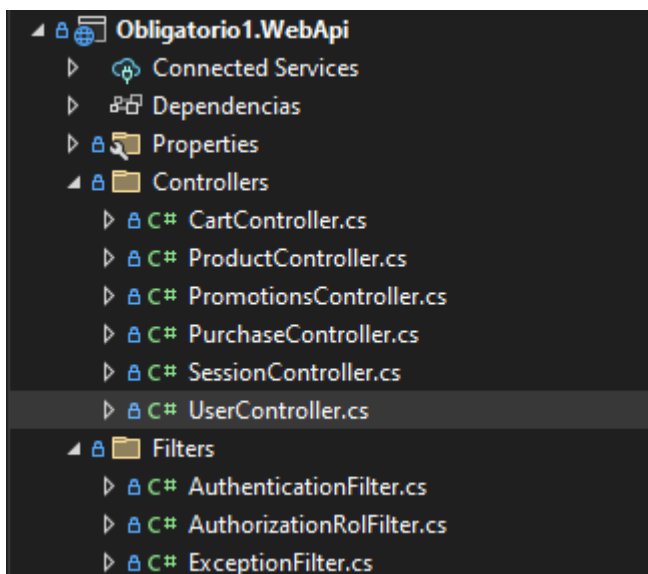 Obligatorio1.WebApi
Connected Services
Dependencias
Properties
Controllers
C# CartController.cs
C# ProductController.cs
C# PromotionsController.cs
C# PurchaseController.cs
C# SessionController.cs
C# UserController.cs
Filters
C# AuthenticationFilter.cs
C# AuthorizationRolFilter.cs
C# ExceptionFilter.cs